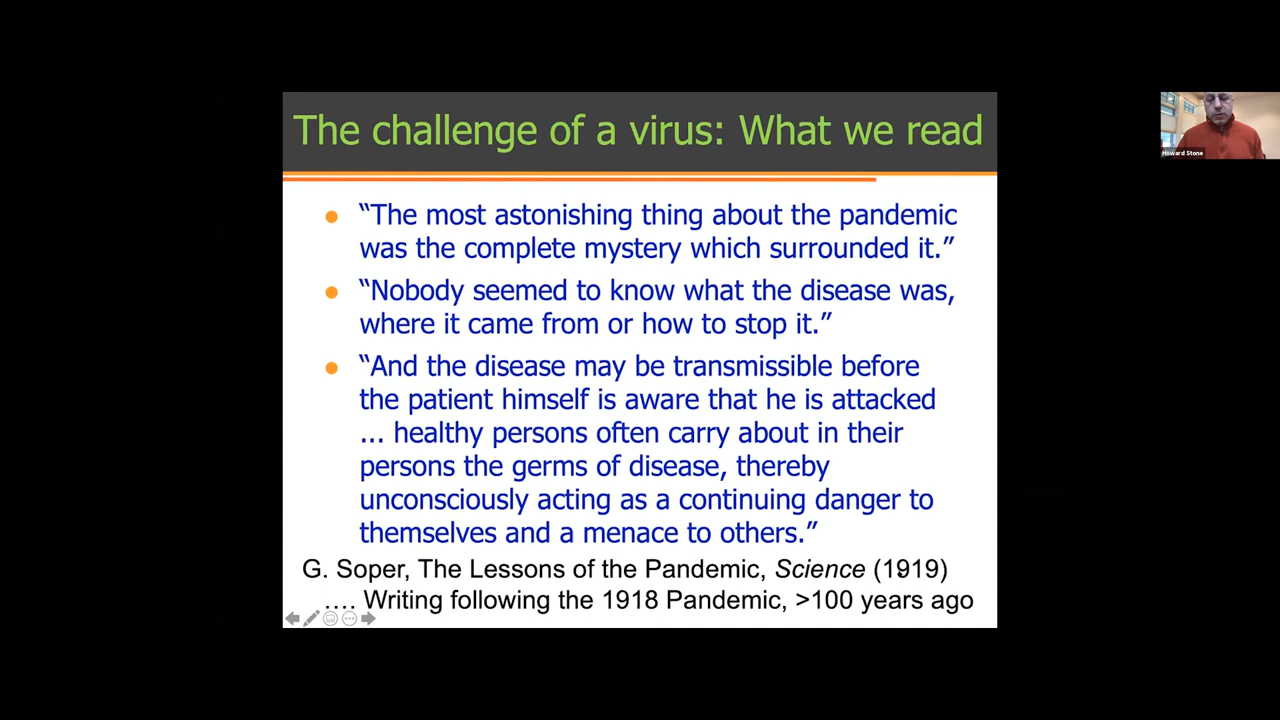 The challenge of a virus: What we read
Howard Stone
• “The most astonishing thing about the pandemic
was the complete mystery which surrounded it.”
• “Nobody seemed to know what the disease was,
where it came from or how to stop it.”
• “And the disease may be transmissible before
the patient himself is aware that he is attacked
... healthy persons often carry about in their
persons the germs of disease, thereby
unconsciously acting as a continuing danger to
themselves and a menace to others.”
G. Soper, The Lessons of the Pandemic, Science (1919)
.... Writing following the 1918 Pandemic, >100 years ago